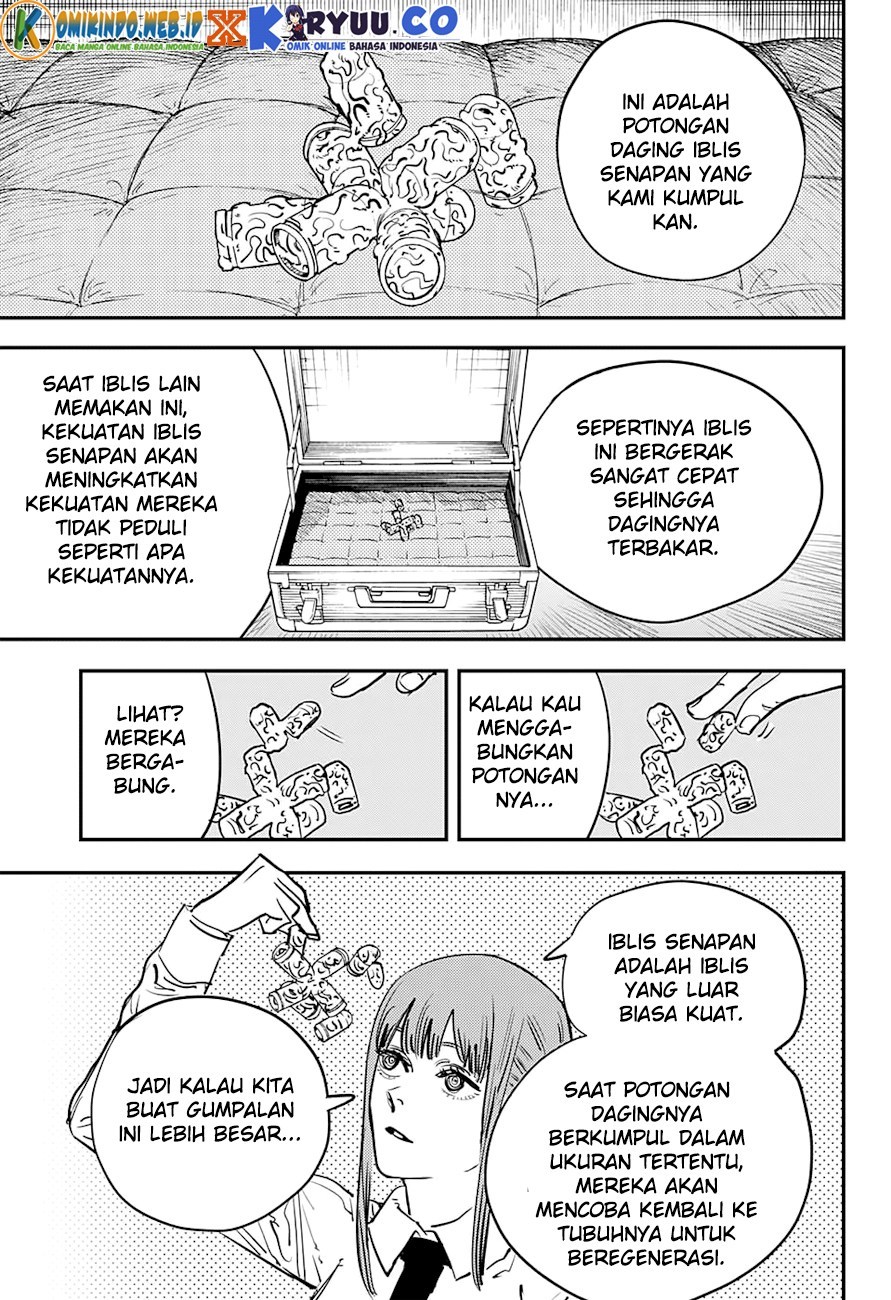 KOMIKINDO.WEB.ID X KIRYUU.CO
BACA MANGA ONLINE BAHASA INDONESIA
KOMIK ONLINE BAHASA INDONESIA
INI ADALAH
POTONGAN
DAGING IBLIS
SENAPAN YANG
KAMI KUMPUL
KAN.
SEPERTINYA IBLIS
INI BERGERAK
SANGAT CEPAT
SEHINGGA
DAGINGNYA
TERBAKAR.
SAAT IBLIS LAIN
MEMAKAN INI,
KEKUATAN IBLIS
SENAPAN AKAN
MENINGKATKAN
KEKUATAN MEREKA
TIDAK PEDULI
SEPERTI APA
KEKUATANNYA.
KALAU KAU
MENGGA-
BUNGKAN
POTONGAN
NYA...
LIHAT?
MEREKA
BERGA-
BUNG.
IBLIS SENAPAN
ADALAH IBLIS
YANG LUAR
BIASA KUAT.
SAAT POTONGAN
DAGINGNYA
BERKUMPUL DALAM
UKURAN TERTENTU,
MEREKA AKAN
MENCOBA KEMBALI KE
TUBUHNYA UNTUK
BEREGENERASI.
JADI KALAU KITA
BUAT GUMPALAN
INI LEBIH BESAR...